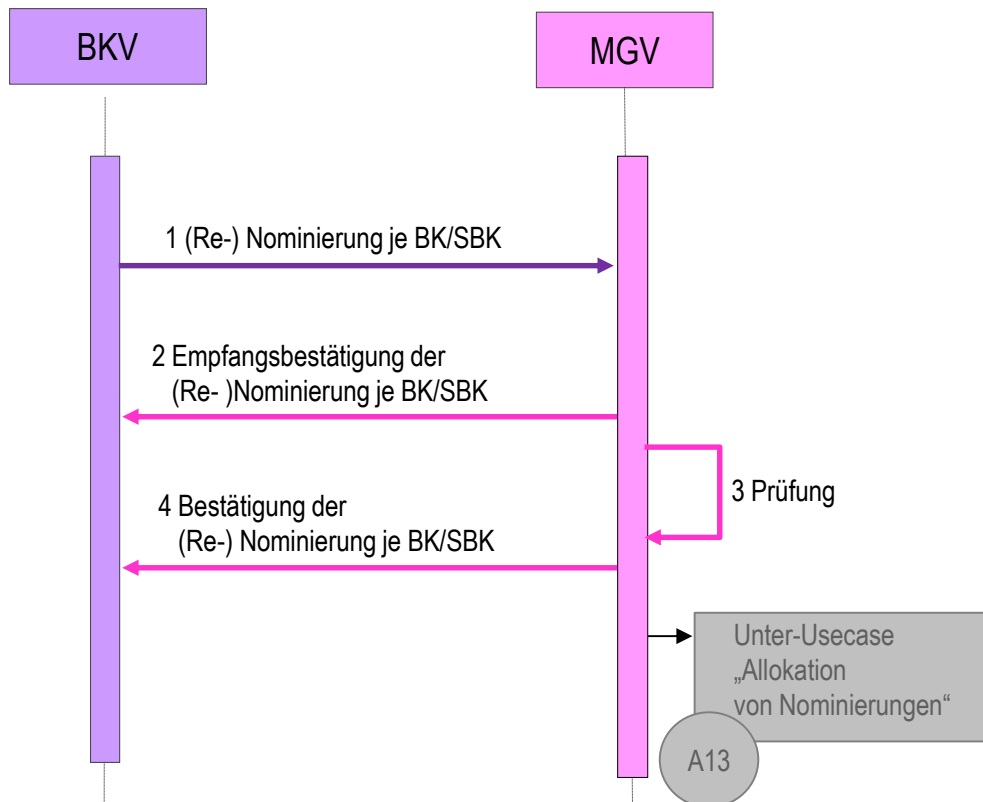 BKV
MGV
1 (Re-) Nominierung je BK/SBK
2 Empfangsbestätigung der
(Re- )Nominierung je BK/SBK
3 Prüfung
4 Bestätigung der
(Re-) Nominierung je BK/SBK
Unter-Usecase
„Allokation
von Nominierungen“
A13